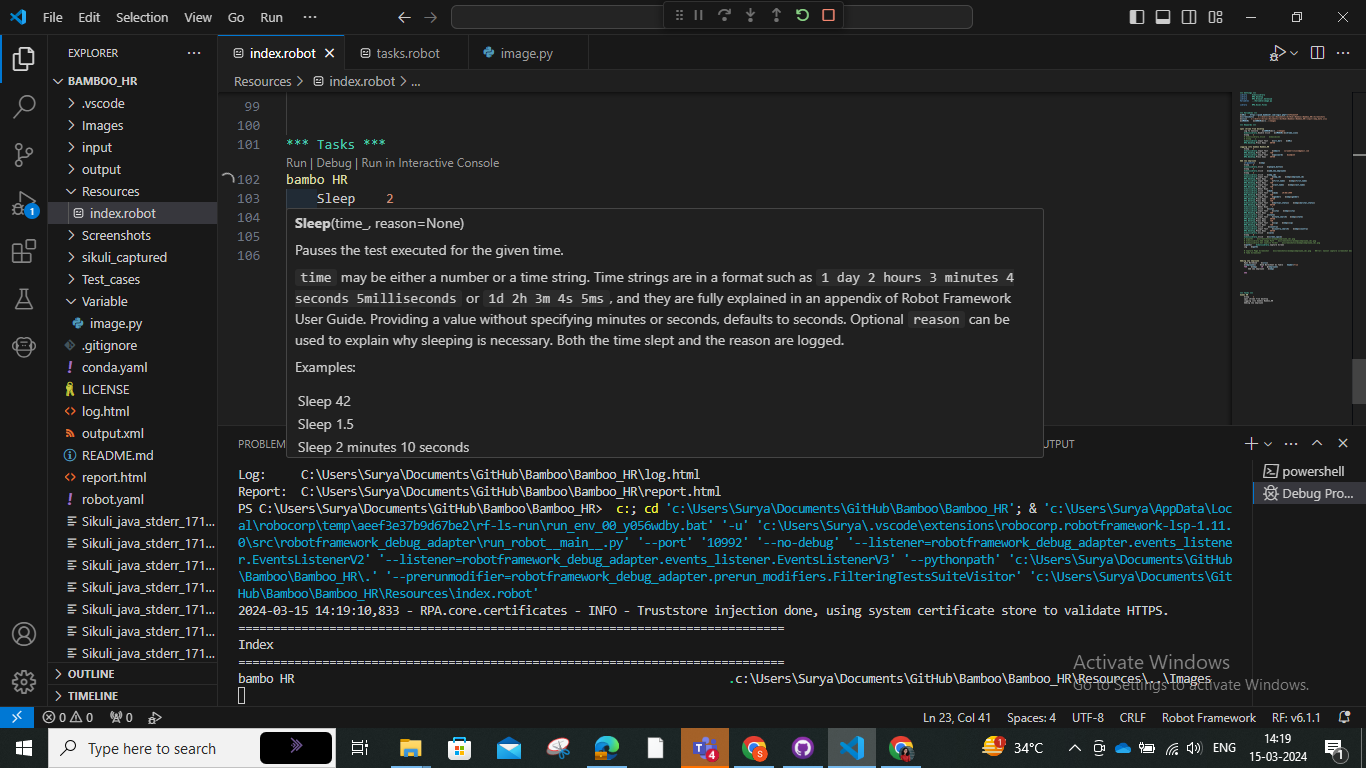 File Edit Selection View Go Run ···
EXPLORER ···
BAMBOO_HR
.vscode
Images
input
output
Resources
index.robot
Screenshots
sikuli_captured
Test_cases
Variable
image.py
.gitignore
conda.yaml
LICENSE
log.html
output.xml
README.md
report.html
robot.yaml
Sikuli_java_stderr_171...
Sikuli_java_stderr_171...
Sikuli_java_stderr_171...
Sikuli_java_stderr_171...
Sikuli_java_stderr_171...
Sikuli_java_stderr_171...
Sikuli_java_stderr_171...
OUTLINE
TIMELINE
1
index.robot tasks.robot image.py
Resources > index.robot > ...
99
100
101 *** Tasks ***
Run | Debug | Run in Interactive Console
102 bambo HR
103 Sleep 2
104
105
106
Sleep(time_, reason=None)
Pauses the test executed for the given time.
time may be either a number or a time string. Time strings are in a format such as 1 day 2 hours 3 minutes 4
seconds 5milliseconds or 1d 2h 3m 4s 5ms, and they are fully explained in an appendix of Robot Framework
User Guide. Providing a value without specifying minutes or seconds, defaults to seconds. Optional reason can be
used to explain why sleeping is necessary. Both the time slept and the reason are logged.
Examples:
Sleep 42
Sleep 1.5
Sleep 2 minutes 10 seconds
PROBLEM UTPUT
powershell
Debug Pro...
Log: C:\Users\Surya\Documents\GitHub\Bamboo\Bamboo_HR\log.html
Report: C:\Users\Surya\Documents\GitHub\Bamboo\Bamboo_HR\report.html
PS C:\Users\Surya\Documents\GitHub\Bamboo\Bamboo_HR> c:; cd 'c:\Users\Surya\Documents\GitHub\Bamboo\Bamboo_HR'; & 'c:\Users\Surya\AppData\Loc
al\robocorp\temp\aeef3e37b9d67be2\rf-ls-run\run_env_00_y056wdby.bat' '-u' 'c:\Users\Surya\.vscode\extensions\robocorp.robotframework-lsp-1.11.
0\src\robotframework_debug_adapter\run_robot__main__.py' '--port' '10992' '--no-debug' '--listener=robotframework_debug_adapter.events_listene
r.EventsListenerV2' '--listener=robotframework_debug_adapter.events_listener.EventsListenerV3' '--pythonpath' 'c:\Users\Surya\Documents\GitHub
\Bamboo\Bamboo_HR\.' '--prerunmodifier=robotframework_debug_adapter.prerun_modifiers.FilteringTestsSuiteVisitor' 'c:\Users\Surya\Documents\Git
Hub\Bamboo\Bamboo_HR\Resources\index.robot'
2024-03-15 14:19:10,833 - RPA.core.certificates - INFO - Truststore injection done, using system certificate store to validate HTTPS.
==============================================================================
Index
==============================================================================
bambo HR .c:\Users\Surya\Documents\GitHub\Bamboo\Bamboo_HR\Resources\..\Images
Activate Windows
Go to Settings to activate Windows.
0 0 0 Ln 23, Col 41 Spaces: 4 UTF-8 CRLF Robot Framework RF: v6.1.1
Type here to search 4 S 1 34°C ENG 14:19
15-03-2024 1